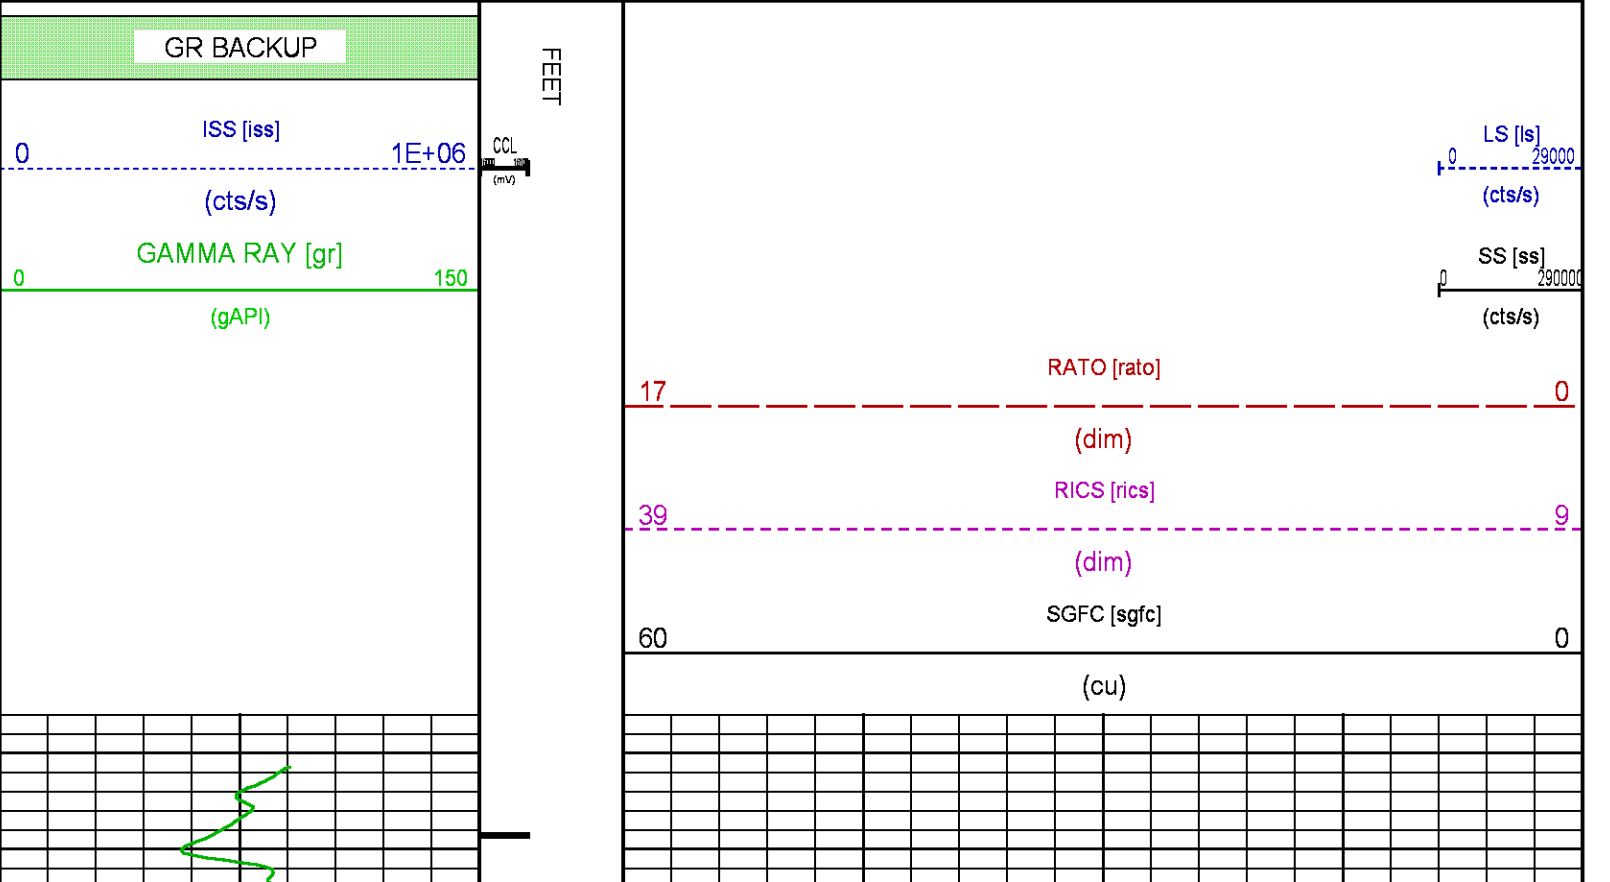 GR BACKUP
FEET
ISS [iss]
0 1E+06
(cts/s)
CCL
(mV)
LS [ls]
0 29000
(cts/s)
GAMMA RAY [gr]
0 150
(gAPI)
SS [ss]
0 290000
(cts/s)
RATO [rato]
17 0
(dim)
RICS [rics]
39 9
(dim)
SGFC [sgfc]
60 0
(cu)